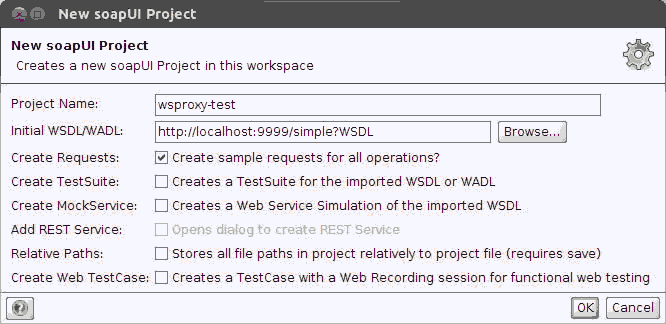 New soapUI Project
New soapUI Project
Creates a new soapUI Project in this workspace
Project Name: wsproxy-test
Initial WSDL/WADL: http://localhost:9999/simple?WSDL Browse...
Create Requests: Create sample requests for all operations?
Create TestSuite: Creates a TestSuite for the imported WSDL or WADL
Create MockService: Creates a Web Service Simulation of the imported WSDL
Add REST Service: Opens dialog to create REST Service
Relative Paths: Stores all file paths in project relatively to project file (requires save)
Create Web TestCase: Creates a TestCase with a Web Recording session for functional web testing
? OK Cancel